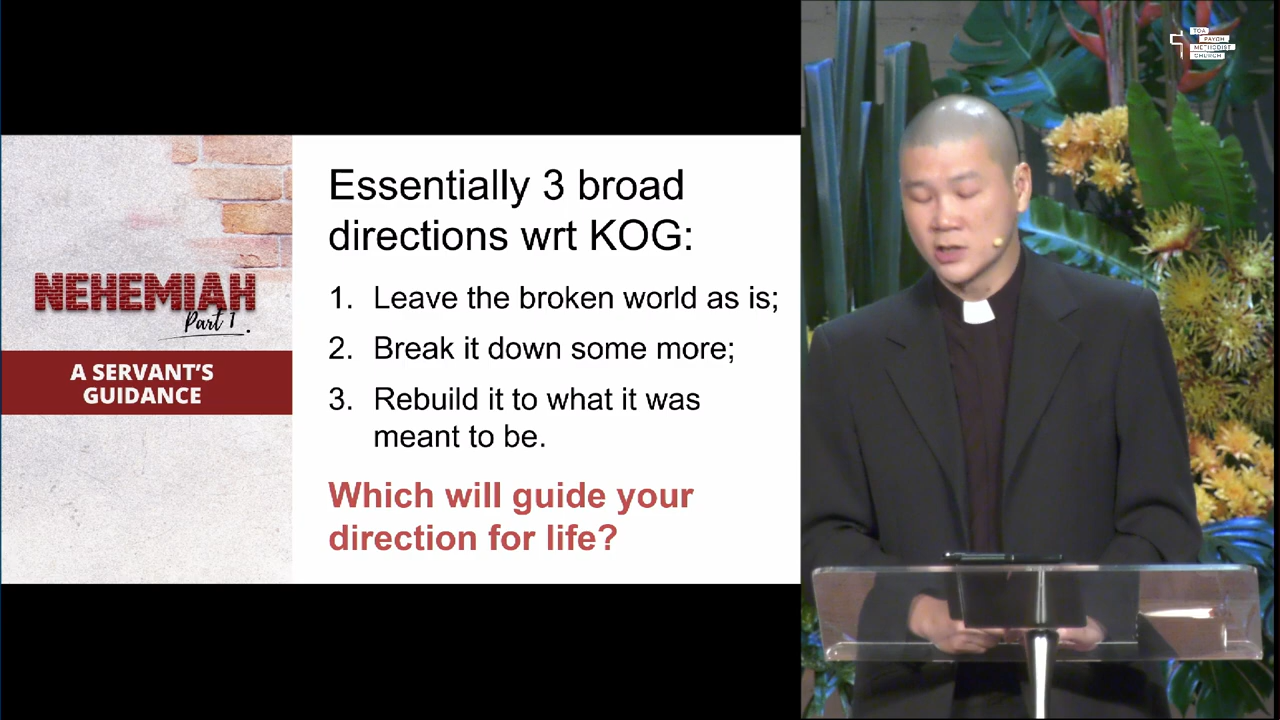 Essentially 3 broad
directions wrt KOG:
1. Leave the broken world as is;
2. Break it down some more;
3. Rebuild it to what it was
meant to be.
Which will guide your
direction for life?
NEHEMIAH
Part 1
A SERVANT'S
GUIDANCE
TOA
PAYOH
METHODIST
CHURCH